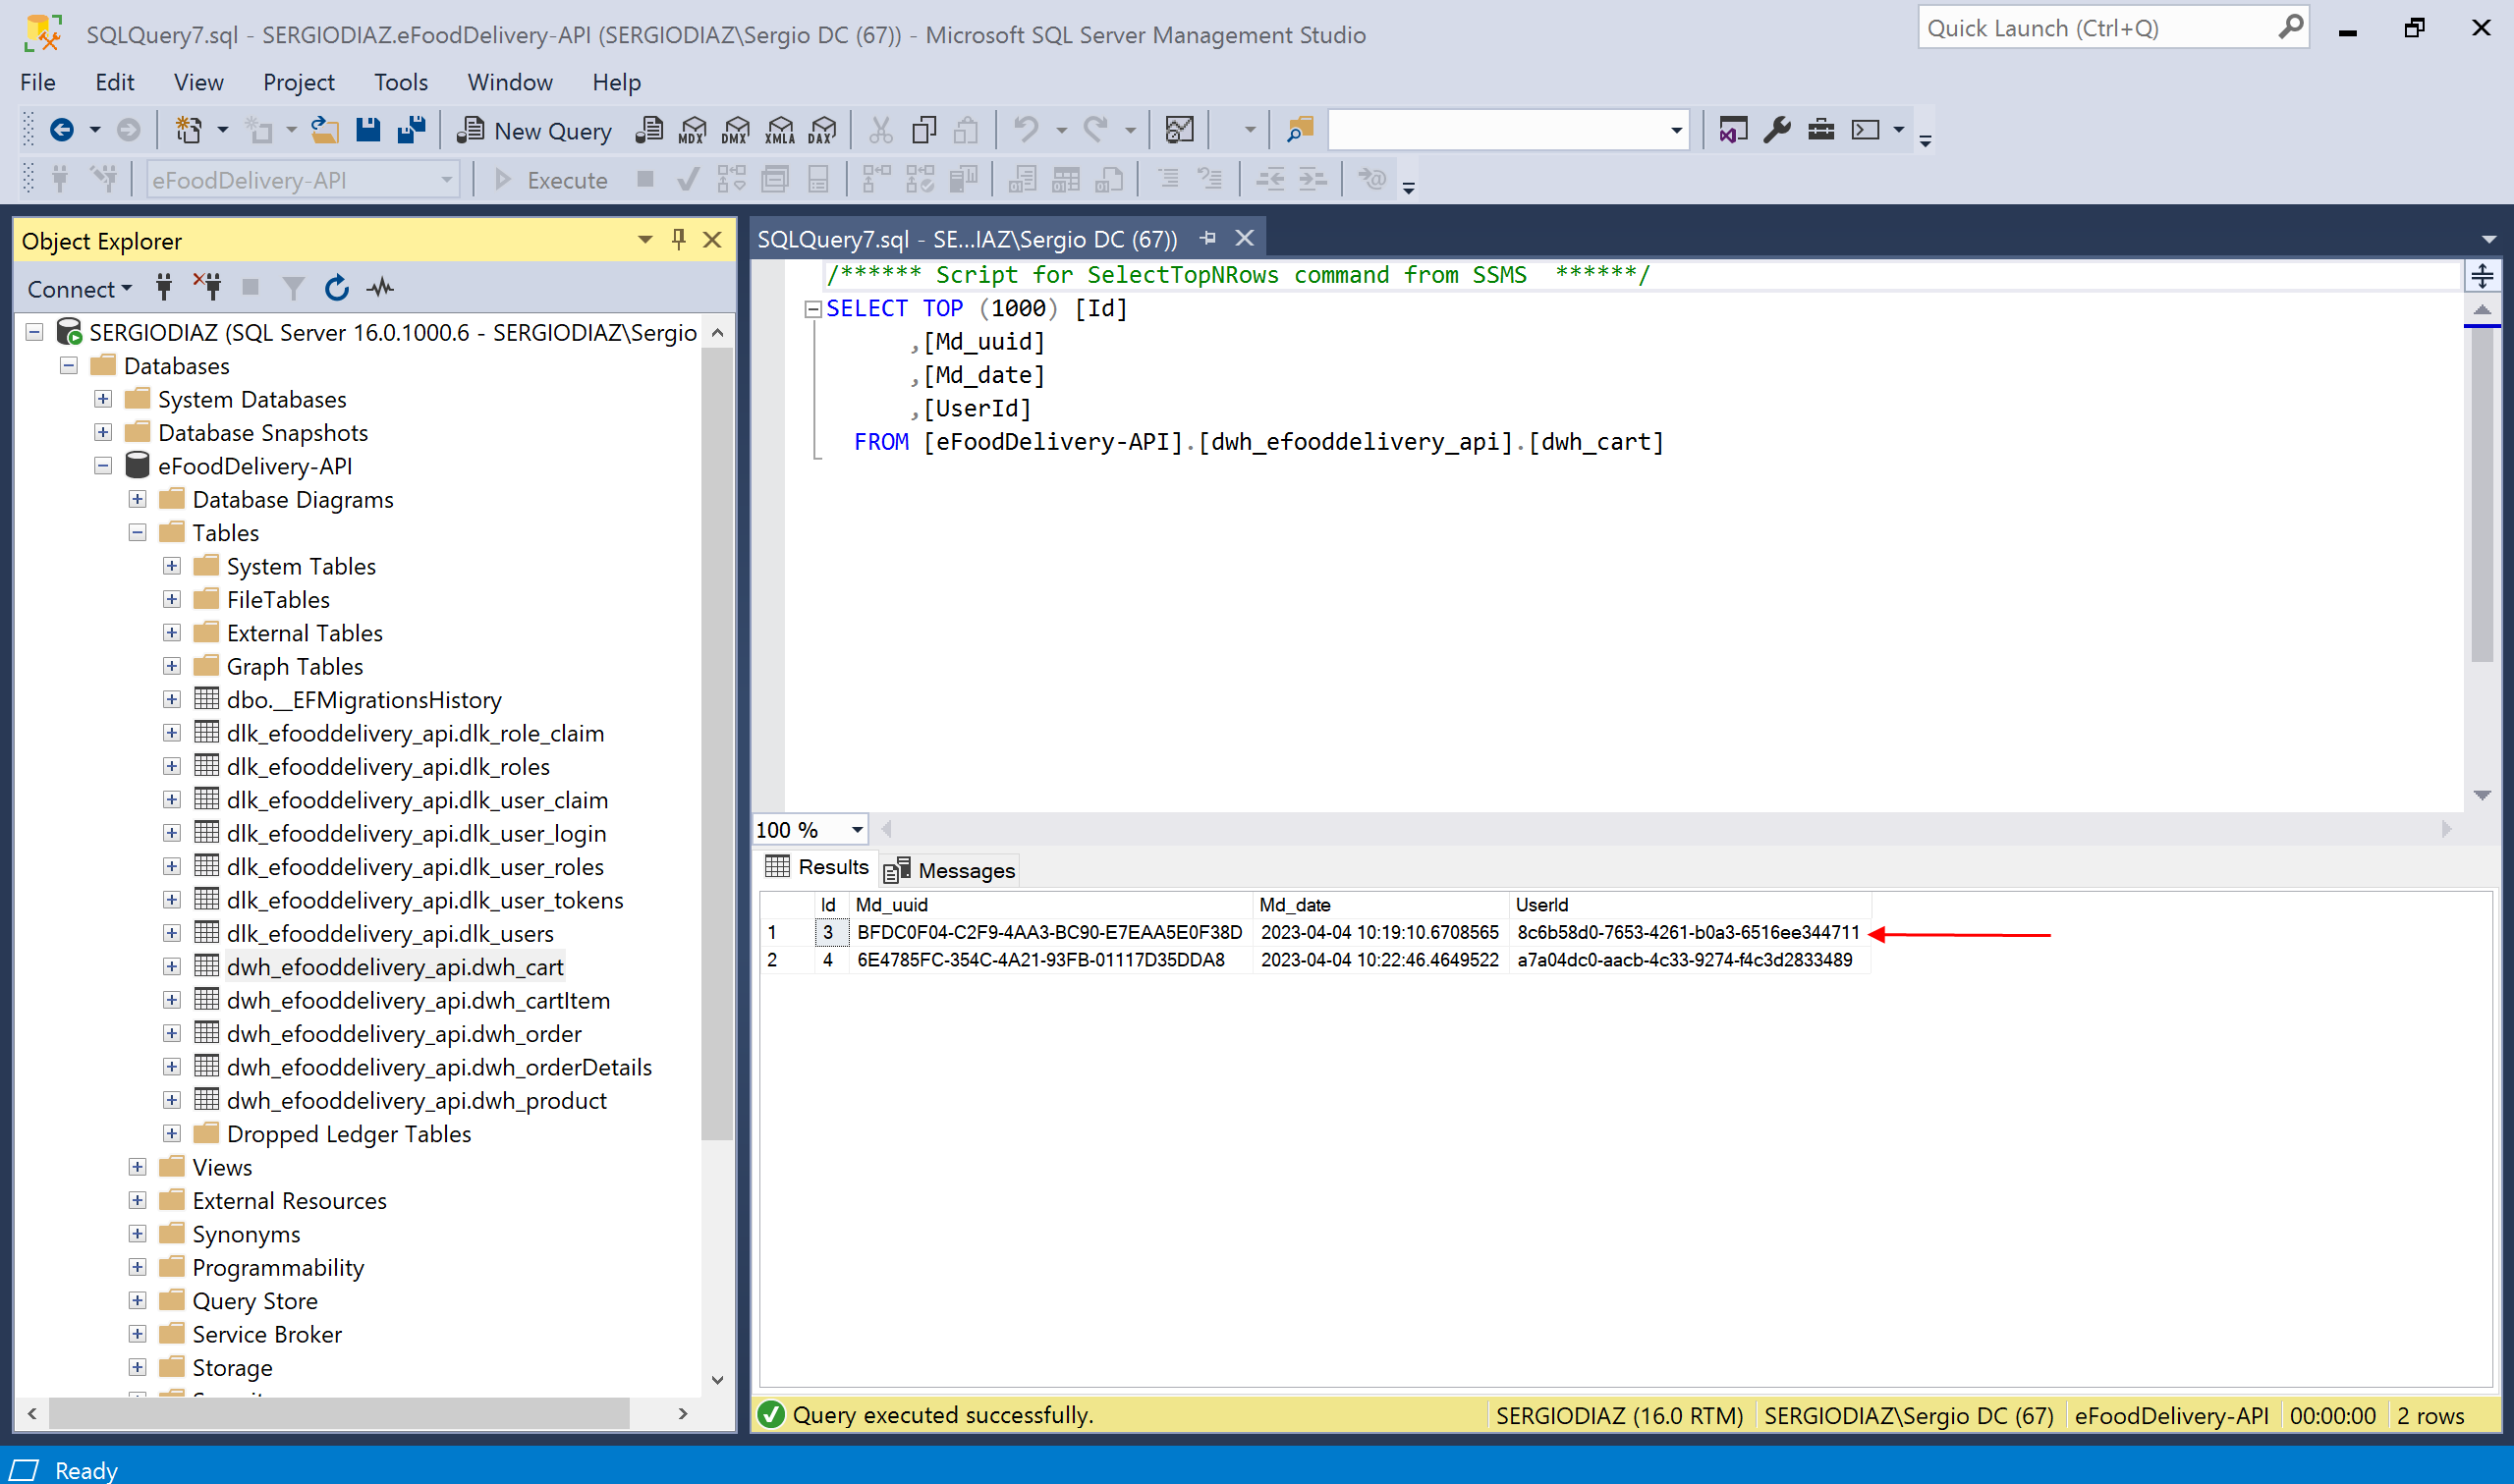 SQLQuery7.sql - SERGIODIAZ.eFoodDelivery-API (SERGIODIAZ\Sergio DC (67)) - Microsoft SQL Server Management Studio
Quick Launch (Ctrl+Q)
File Edit View Project Tools Window Help
New Query MDX DMX XMLA DAX
eFoodDelivery-API Execute
Object Explorer
Connect
SERGIODIAZ (SQL Server 16.0.1000.6 - SERGIODIAZ\Sergio
Databases
System Databases
Database Snapshots
eFoodDelivery-API
Database Diagrams
Tables
System Tables
FileTables
External Tables
Graph Tables
dbo.__EFMigrationsHistory
dlk_efooddelivery_api.dlk_role_claim
dlk_efooddelivery_api.dlk_roles
dlk_efooddelivery_api.dlk_user_claim
dlk_efooddelivery_api.dlk_user_login
dlk_efooddelivery_api.dlk_user_roles
dlk_efooddelivery_api.dlk_user_tokens
dlk_efooddelivery_api.dlk_users
dwh_efooddelivery_api.dwh_cart
dwh_efooddelivery_api.dwh_cartItem
dwh_efooddelivery_api.dwh_order
dwh_efooddelivery_api.dwh_orderDetails
dwh_efooddelivery_api.dwh_product
Dropped Ledger Tables
Views
External Resources
Synonyms
Programmability
Query Store
Service Broker
Storage
SQLQuery7.sql - SE...IAZ\Sergio DC (67))
/****** Script for SelectTopNRows command from SSMS  ******/
SELECT TOP (1000) [Id]
,[Md_uuid]
,[Md_date]
,[UserId]
FROM [eFoodDelivery-API].[dwh_efooddelivery_api].[dwh_cart]
100 %
Results Messages
Id Md_uuid Md_date UserId
1 3 BFDC0F04-C2F9-4AA3-BC90-E7EAA5E0F38D 2023-04-04 10:19:10.6708565 8c6b58d0-7653-4261-b0a3-6516ee344711
2 4 6E4785FC-354C-4A21-93FB-01117D35DDA8 2023-04-04 10:22:46.4649522 a7a04dc0-aacb-4c33-9274-f4c3d2833489
Query executed successfully. SERGIODIAZ (16.0 RTM) SERGIODIAZ\Sergio DC (67) eFoodDelivery-API 00:00:00 2 rows
Ready